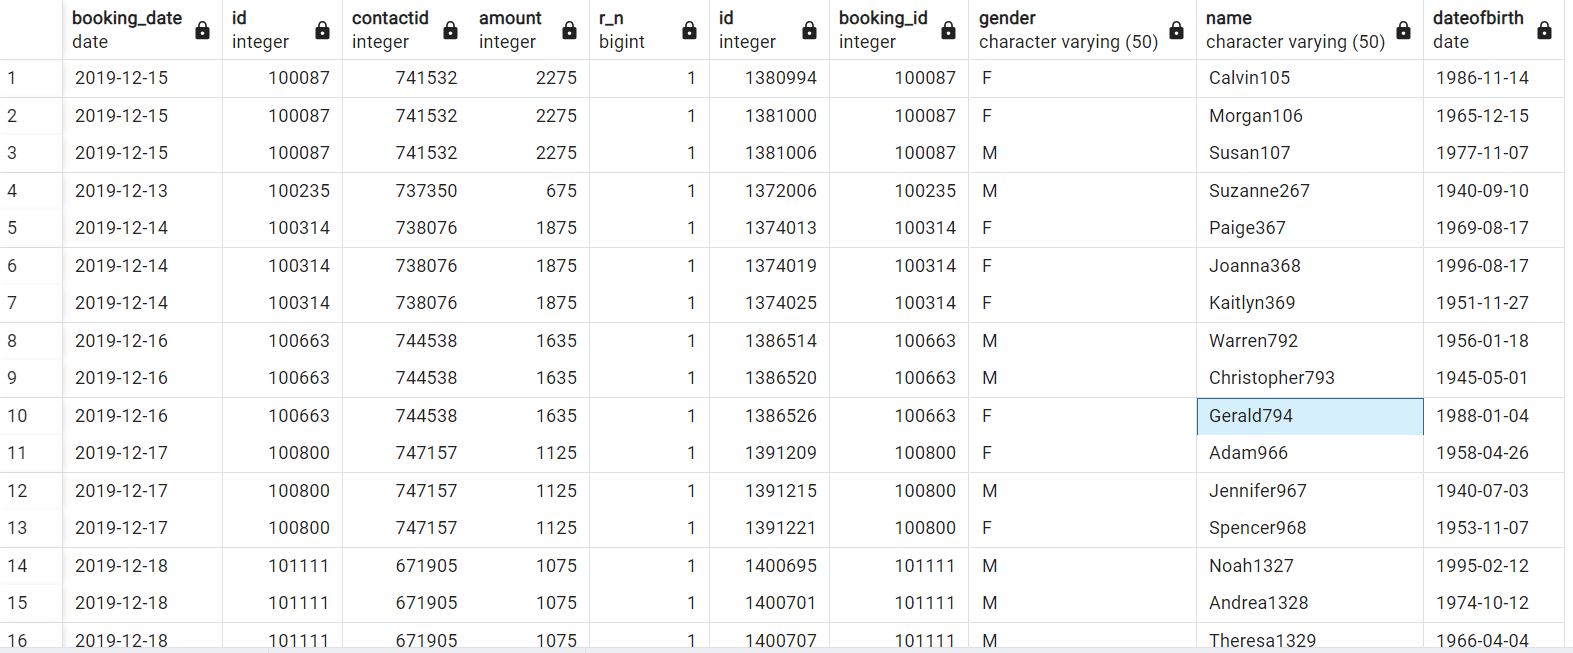 booking_date id contactid amount r_n id booking_id gender name dateofbirth
date integer integer integer bigint integer integer character varying (50) character varying (50) date
1 2019-12-15 100087 741532 2275 1 1380994 100087 F Calvin105 1986-11-14
2 2019-12-15 100087 741532 2275 1 1381000 100087 F Morgan106 1965-12-15
3 2019-12-15 100087 741532 2275 1 1381006 100087 M Susan107 1977-11-07
4 2019-12-13 100235 737350 675 1 1372006 100235 M Suzanne267 1940-09-10
5 2019-12-14 100314 738076 1875 1 1374013 100314 F Paige367 1969-08-17
6 2019-12-14 100314 738076 1875 1 1374019 100314 F Joanna368 1996-08-17
7 2019-12-14 100314 738076 1875 1 1374025 100314 F Kaitlyn369 1951-11-27
8 2019-12-16 100663 744538 1635 1 1386514 100663 M Warren792 1956-01-18
9 2019-12-16 100663 744538 1635 1 1386520 100663 M Christopher793 1945-05-01
10 2019-12-16 100663 744538 1635 1 1386526 100663 F Gerald794 1988-01-04
11 2019-12-17 100800 747157 1125 1 1391209 100800 F Adam966 1958-04-26
12 2019-12-17 100800 747157 1125 1 1391215 100800 M Jennifer967 1940-07-03
13 2019-12-17 100800 747157 1125 1 1391221 100800 F Spencer968 1953-11-07
14 2019-12-18 101111 671905 1075 1 1400695 101111 M Noah1327 1995-02-12
15 2019-12-18 101111 671905 1075 1 1400701 101111 M Andrea1328 1974-10-12
16 2019-12-18 101111 671905 1075 1 1400707 101111 M Theresa1329 1966-04-04